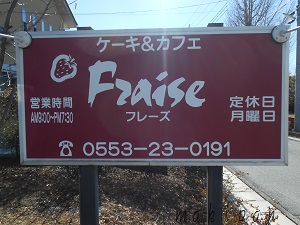 ケーキ&カフェ
Fraise
フレーズ
営業時間
AM9:00~PM7:30
定休日
月曜日
☎ 0553-23-0191